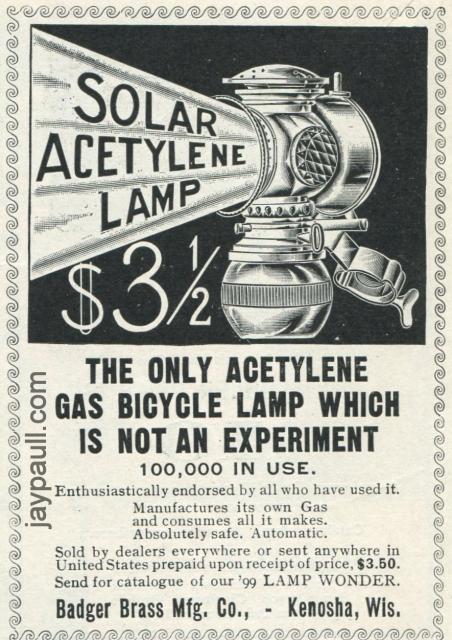 SOLAR
ACETYLENE
LAMP
$3 1/2
THE ONLY ACETYLENE
GAS BICYCLE LAMP WHICH
IS NOT AN EXPERIMENT
100,000 IN USE.
Enthusiastically endorsed by all who have used it.
Manufactures its own Gas
and consumes all it makes.
Absolutely safe. Automatic.
Sold by dealers everywhere or sent anywhere in
United States prepaid upon receipt of price, $3.50.
Send for catalogue of our '99 LAMP WONDER.
Badger Brass Mfg. Co., - Kenosha, Wis.
jaypaull.com